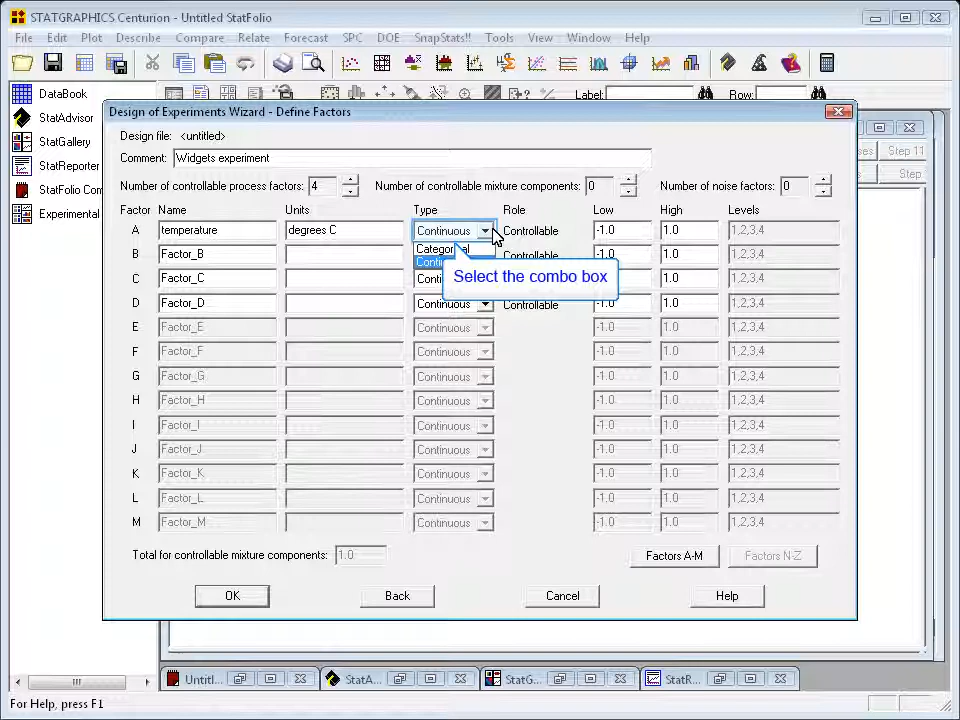 STATGRAPHICS Centurion - Untitled StatFolio
File Edit Plot Describe Compare Relate Forecast SPC DOE SnapStats!! Tools View Window Help
Label: Row:
DataBook
StatAdvisor
StatGallery
StatReporter
StatFolio Com
Experimental
Step 11
Step
Design of Experiments Wizard - Define Factors
Design file: <untitled>
Comment: Widgets experiment
Number of controllable process factors: 4 Number of controllable mixture components: 0 Number of noise factors: 0
Factor Name Units Type Role Low High Levels
A temperature degrees C Continuous Controllable -1.0 1.0 1,2,3,4
Categorical
B Factor_B Controllable -1.0 1.0 1,2,3,4
Select the combo box
C Factor_C -1.0 1.0 1,2,3,4
D Factor_D Continuous Controllable -1.0 1.0 1,2,3,4
E Factor_E Continuous -1.0 1.0 1,2,3,4
F Factor_F Continuous -1.0 1.0 1,2,3,4
G Factor_G Continuous -1.0 1.0 1,2,3,4
H Factor_H Continuous -1.0 1.0 1,2,3,4
I Factor_I Continuous -1.0 1.0 1,2,3,4
J Factor_J Continuous -1.0 1.0 1,2,3,4
K Factor_K Continuous -1.0 1.0 1,2,3,4
L Factor_L Continuous -1.0 1.0 1,2,3,4
M Factor_M Continuous -1.0 1.0 1,2,3,4
Total for controllable mixture components: 1.0 Factors A-M Factors N-Z
OK Back Cancel Help
Untitl... StatA... StatG... StatR...
For Help, press F1